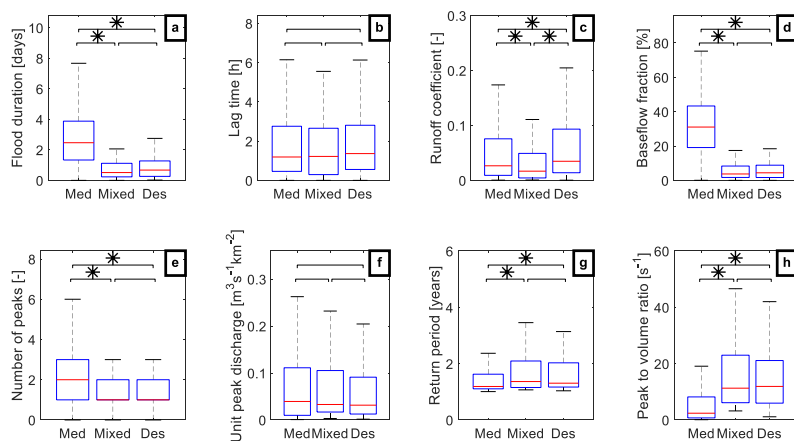 a
Flood duration [days]
10
8
6
4
2
0
Med Mixed Des
b
Lag time [h]
8
6
4
2
0
Med Mixed Des
c
Runoff coefficient [-]
0.3
0.2
0.1
0
Med Mixed Des
d
Baseflow fraction [%]
100
80
60
40
20
0
Med Mixed Des
e
Number of peaks [-]
8
6
4
2
0
Med Mixed Des
f
Unit peak discharge [m³s⁻¹km⁻²]
0.3
0.2
0.1
0
Med Mixed Des
g
Return period [years]
6
4
2
0
Med Mixed Des
h
Peak to volume ratio [s⁻¹]
60
40
20
0
Med Mixed Des